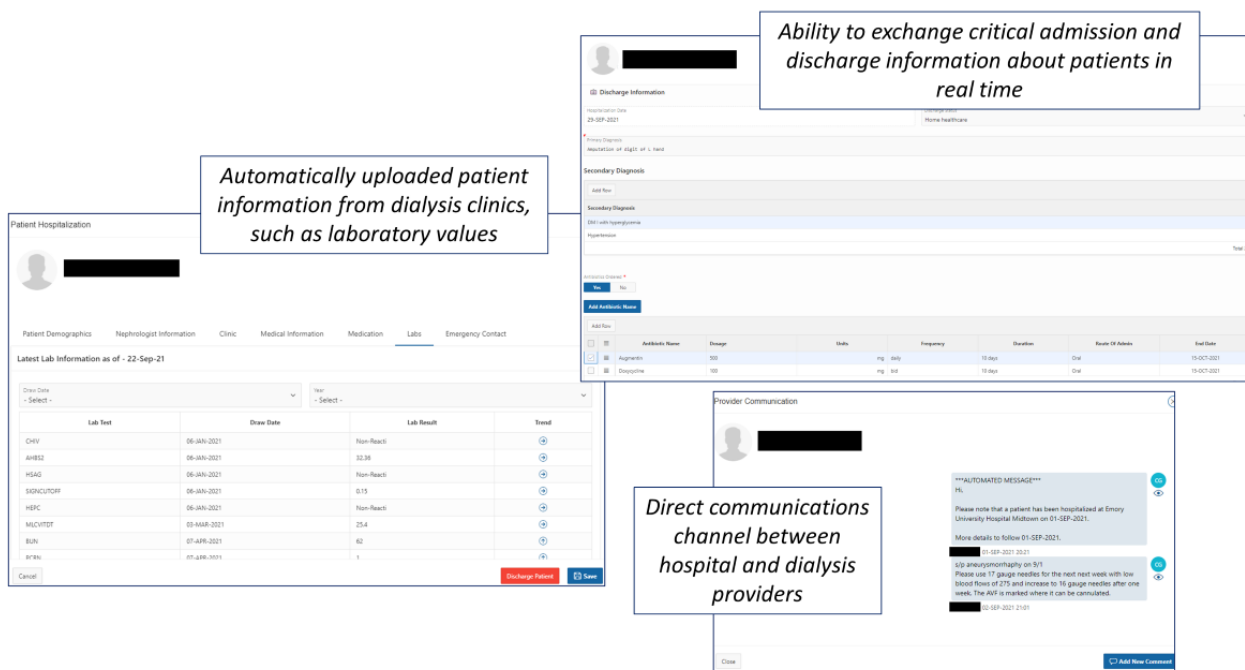 Ability to exchange critical admission and
discharge information about patients in
real time
Discharge Information
Hospitalization Date
29-SEP-2021
Home healthcare
Primary Diagnosis
Amputation of digit of L hand
Secondary Diagnosis
Add Row
Secondary Diagnosis
DM1 with hyperglycemia
Hypertension
Total
Antibiotics Ordered *
Yes No
Add Antibiotic Name
Add Row
Antibiotic Name Dosage Units Frequency Duration Route Of Admin End Date
Augmentin 500 mg daily 10 days Oral 15-OCT-2021
Doxycycline 100 mg bid 10 days Oral 15-OCT-2021
Automatically uploaded patient
information from dialysis clinics,
such as laboratory values
Patient Hospitalization
Patient Demographics Nephrologist Information Clinic Medical Information Medication Labs Emergency Contact
Latest Lab Information as of - 22-Sep-21
Draw Date
- Select -
Year
- Select -
Lab Test Draw Date Lab Result Trend
CHIV 06-JAN-2021 Non-Reacti
AHBS2 06-JAN-2021 32.36
HSAG 06-JAN-2021 Non-Reacti
SIGNCUTOFF 06-JAN-2021 0.15
HEPC 06-JAN-2021 Non-Reacti
MLCVITDT 03-MAR-2021 25.4
BUN 07-APR-2021 62
Cancel Discharge Patient Save
Direct communications
channel between
hospital and dialysis
providers
Provider Communication
***AUTOMATED MESSAGE***
Hi,
Please note that a patient has been hospitalized at Emory
University Hospital Midtown on 01-SEP-2021.
More details to follow 01-SEP-2021.
CG
01-SEP-2021 20:21
s/p aneurysmorrhaphy on 9/1
Please use 17 gauge needles for the next next week with low
blood flows of 275 and increase to 16 gauge needles after one
week. The AVF is marked where it can be cannulated.
CG
02-SEP-2021 21:01
Close Add New Comment